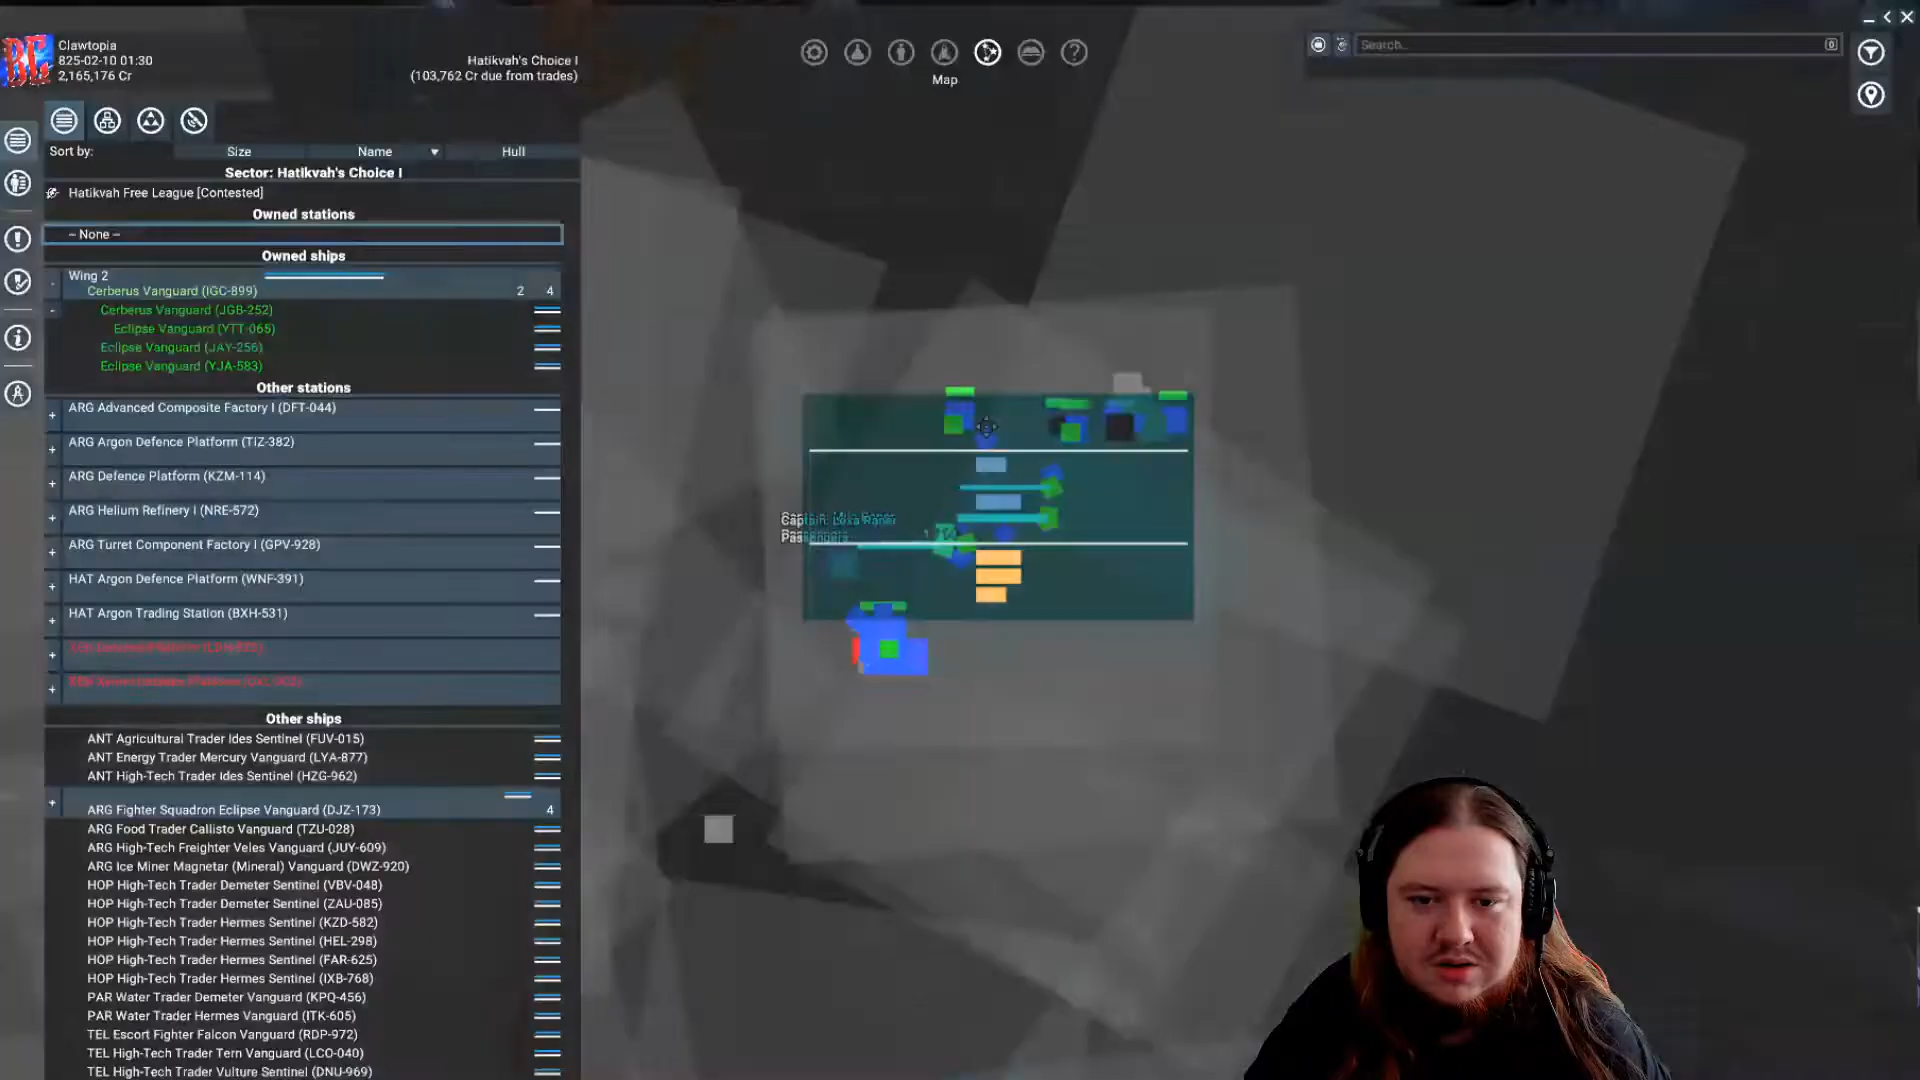 Clawtopia
825-02-10 01:30
2,165,176 Cr
Hatikvah's Choice I
(103,762 Cr due from trades)
Map
Search...
Sort by:
Size
Name
Hull
Sector: Hatikvah's Choice I
Hatikvah Free League [Contested]
Owned stations
– None –
Owned ships
Wing 2
Cerberus Vanguard (IGC-899) 2 4
Cerberus Vanguard (JGB-252)
Eclipse Vanguard (YTT-065)
Eclipse Vanguard (JAY-256)
Eclipse Vanguard (YJA-583)
Other stations
ARG Advanced Composite Factory I (DFT-044)
ARG Argon Defence Platform (TIZ-382)
ARG Defence Platform (KZM-114)
ARG Helium Refinery I (NRE-572)
ARG Turret Component Factory I (GPV-928)
HAT Argon Defence Platform (WNF-391)
HAT Argon Trading Station (BXH-531)
Captain:
Passengers
Other ships
ANT Agricultural Trader Ides Sentinel (FUV-015)
ANT Energy Trader Mercury Vanguard (LYA-877)
ANT High-Tech Trader Ides Sentinel (HZG-962)
ARG Fighter Squadron Eclipse Vanguard (DJZ-173) 4
ARG Food Trader Callisto Vanguard (TZU-028)
ARG High-Tech Freighter Veles Vanguard (JUY-609)
ARG Ice Miner Magnetar (Mineral) Vanguard (DWZ-920)
HOP High-Tech Trader Demeter Sentinel (VBV-048)
HOP High-Tech Trader Demeter Sentinel (ZAU-085)
HOP High-Tech Trader Hermes Sentinel (KZD-582)
HOP High-Tech Trader Hermes Sentinel (HEL-298)
HOP High-Tech Trader Hermes Sentinel (FAR-625)
HOP High-Tech Trader Hermes Sentinel (IXB-768)
PAR Water Trader Demeter Vanguard (KPQ-456)
PAR Water Trader Hermes Vanguard (ITK-605)
TEL Escort Fighter Falcon Vanguard (RDP-972)
TEL High-Tech Trader Tern Vanguard (LCO-040)
TEL High-Tech Trader Vulture Sentinel (DNU-969)